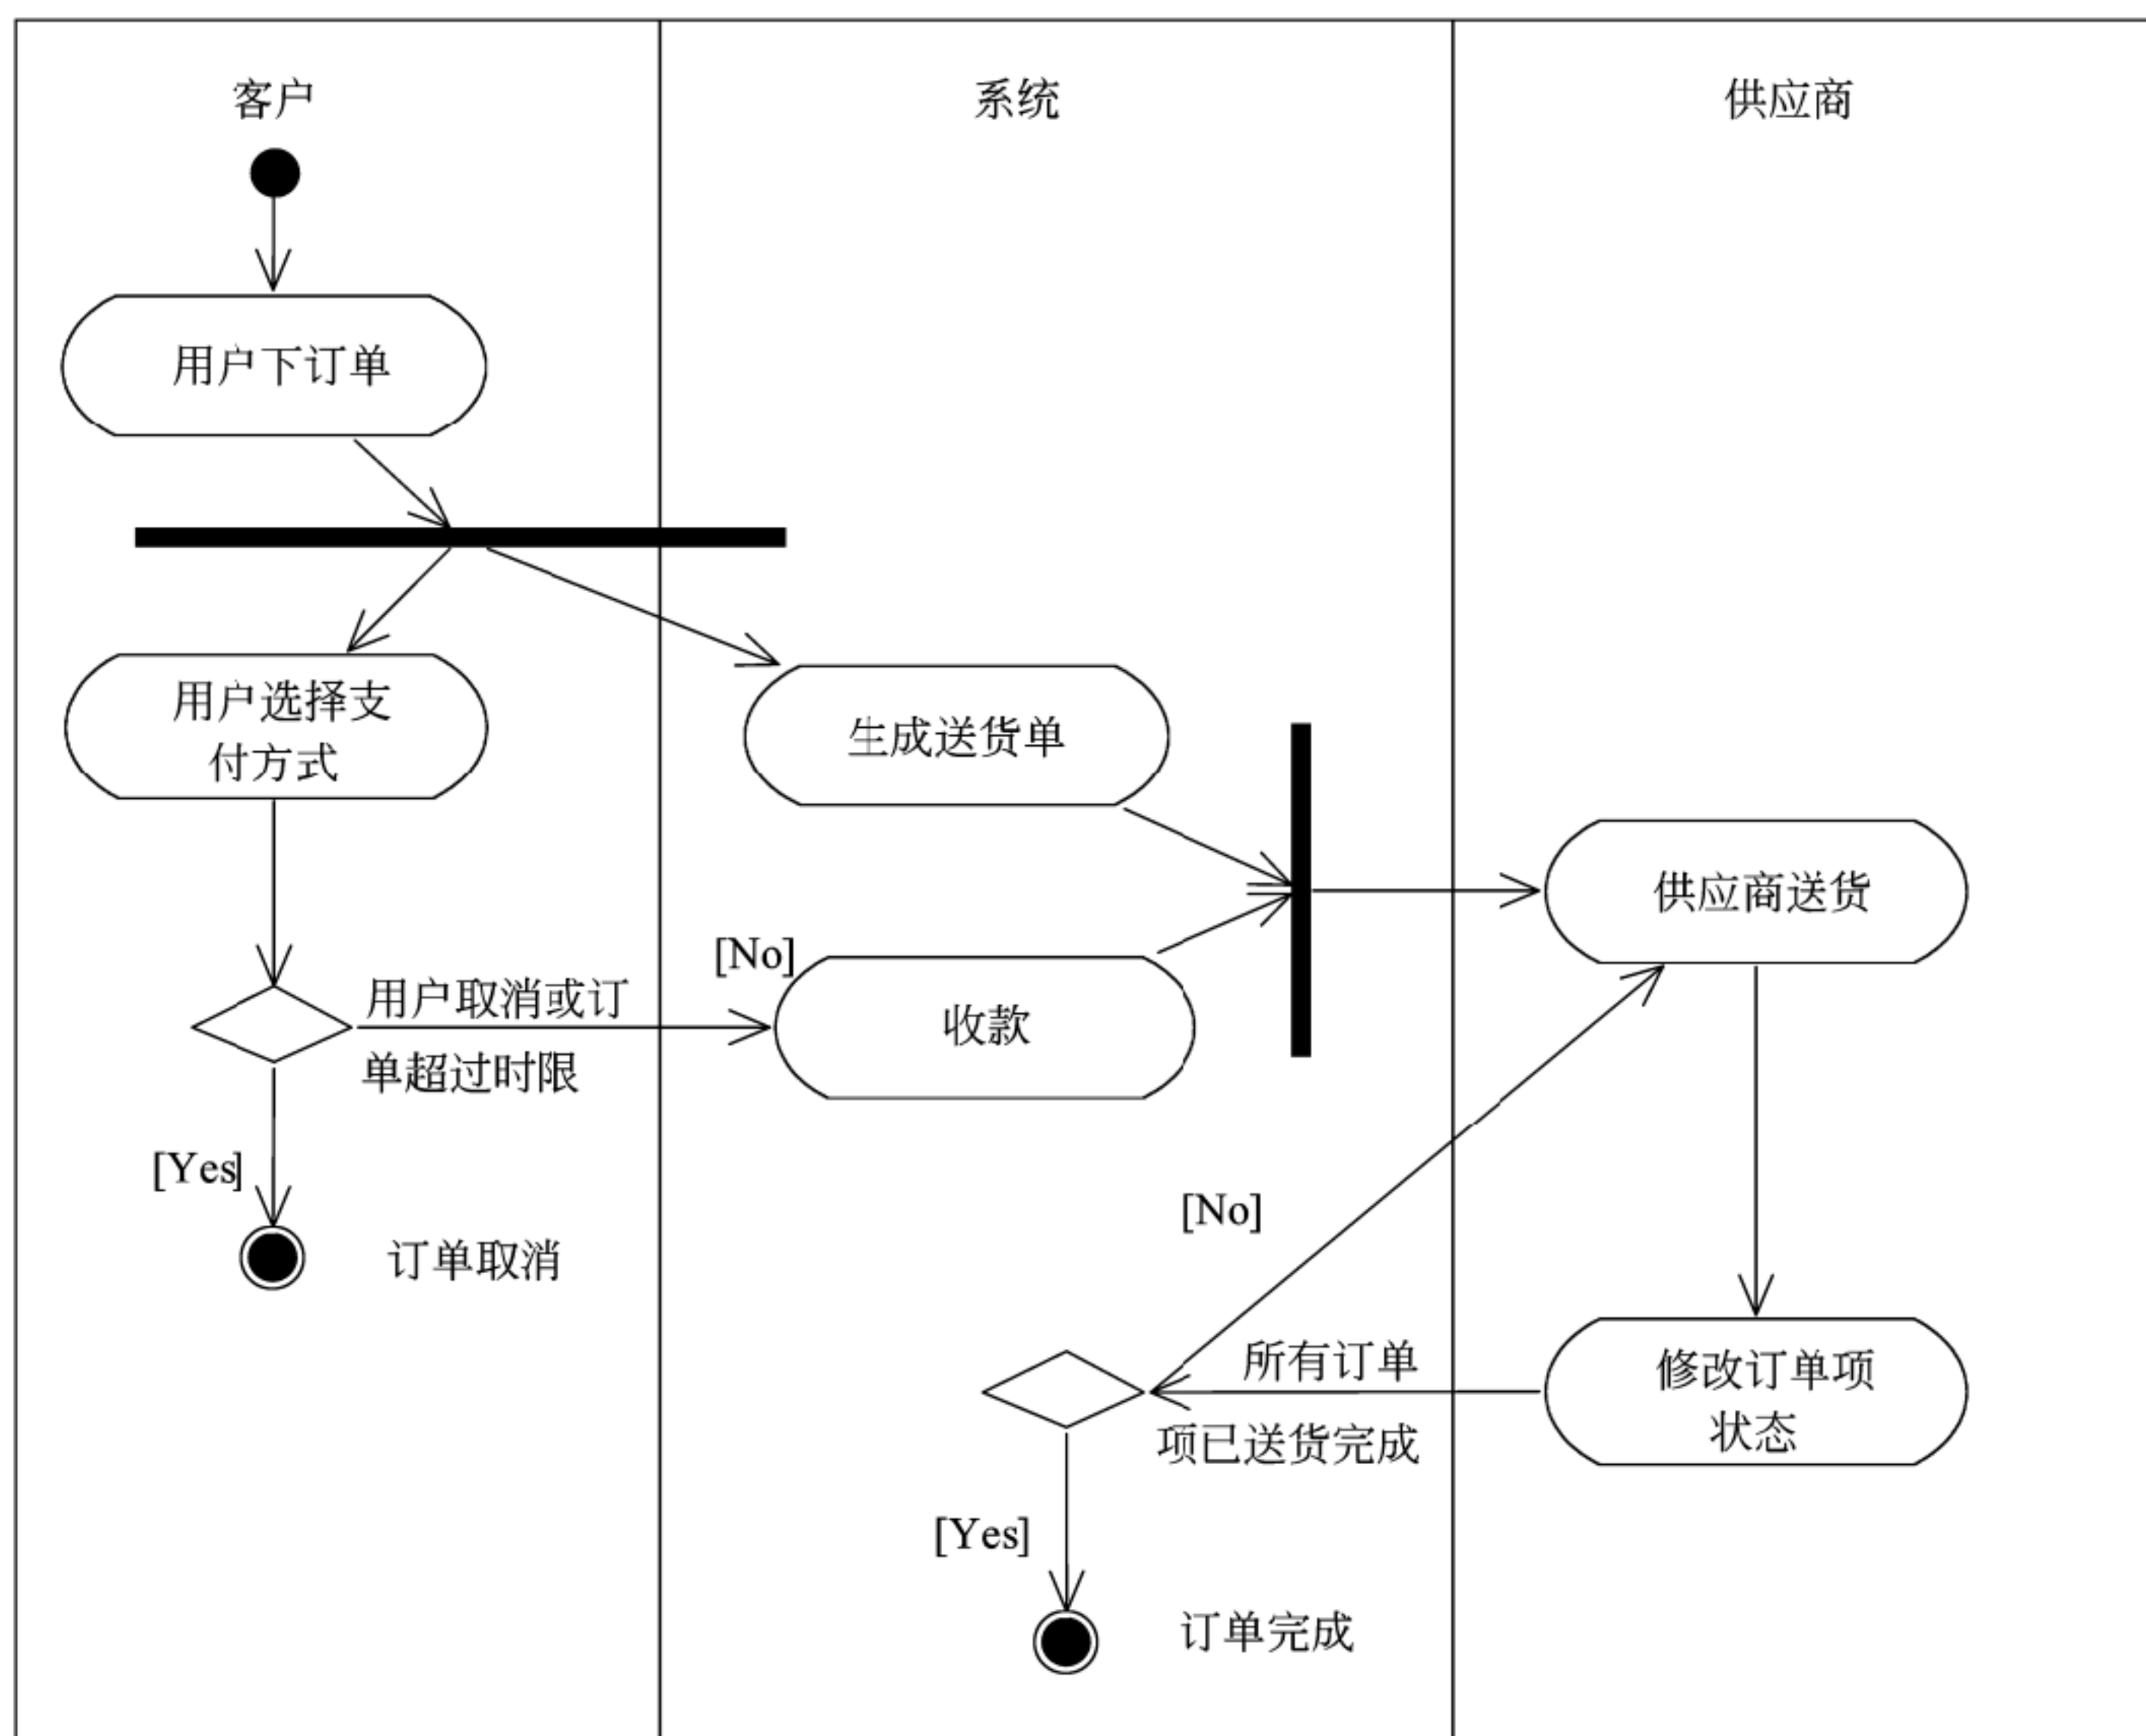 客户
系统
供应商
用户下订单
用户选择支
付方式
生成送货单
供应商送货
[No]
用户取消或订
单超过时限
收款
[Yes]
订单取消
[No]
所有订单
项已送货完成
修改订单项
状态
[Yes]
订单完成